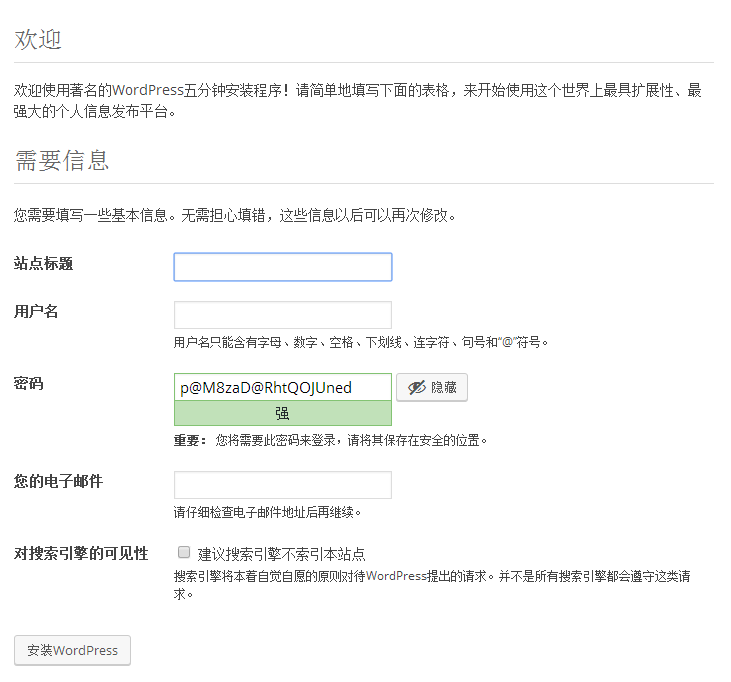 欢迎
欢迎使用著名的WordPress五分钟安装程序！请简单地填写下面的表格，来开始使用这个世界上最具扩展性、最
强大的个人信息发布平台。
需要信息
您需要填写一些基本信息。无需担心填错，这些信息以后可以再次修改。
站点标题
用户名
用户名只能含有字母、数字、空格、下划线、连字符、句号和“@”符号。
密码
p@M8zaD@RhtQOJUned
隐藏
强
重要： 您将需要此密码来登录，请将其保存在安全的位置。
您的电子邮件
请仔细检查电子邮件地址后再继续。
对搜索引擎的可见性
建议搜索引擎不索引本站点
搜索引擎将本着自觉自愿的原则对待WordPress提出的请求。并不是所有搜索引擎都会遵守这类请
求。
安装WordPress